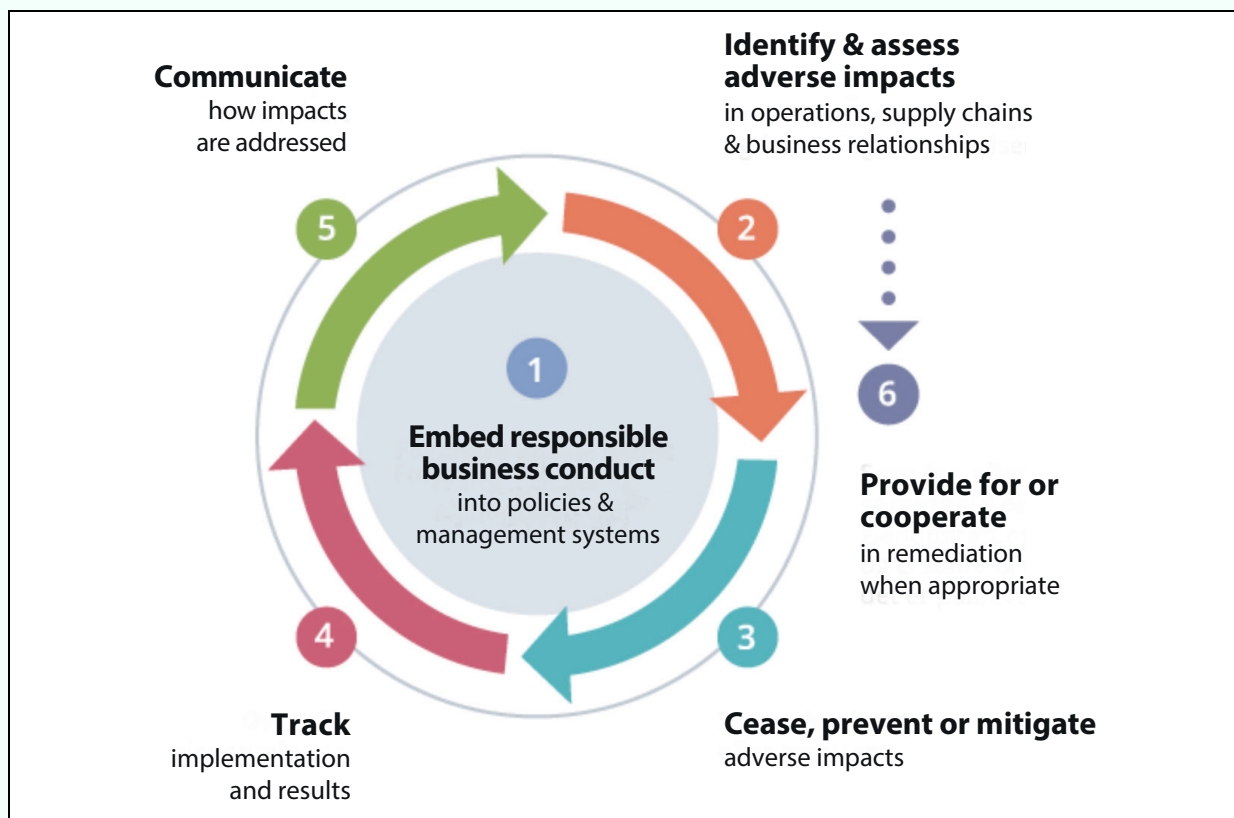 1
Embed responsible
business conduct
into policies &
management systems
2
Identify & assess
adverse impacts
in operations, supply chains
& business relationships
3
Cease, prevent or mitigate
adverse impacts
4
Track
implementation
and results
5
Communicate
how impacts
are addressed
6
Provide for or
cooperate
in remediation
when appropriate